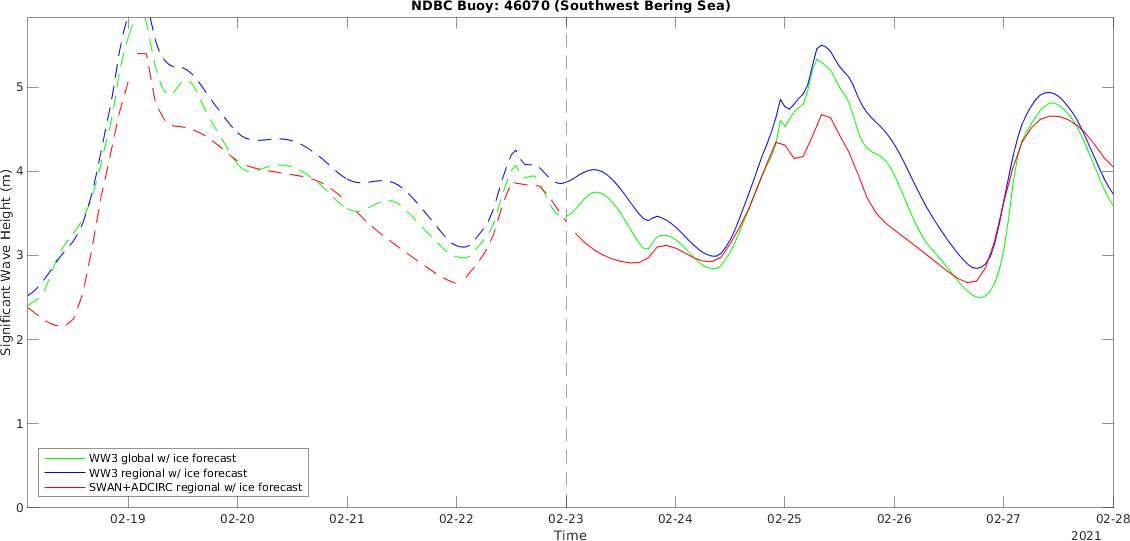 NDBC Buoy: 46070 (Southwest Bering Sea)
Significant Wave Height (m)
5
4
3
2
1
0
WW3 global w/ ice forecast
WW3 regional w/ ice forecast
SWAN+ADCIRC regional w/ ice forecast
02-19 02-20 02-21 02-22 02-23 02-24 02-25 02-26 02-27 02-28
Time
2021